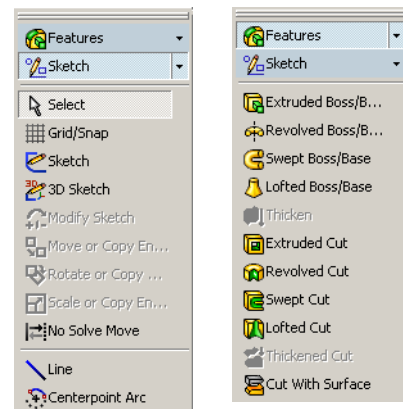 Features
Sketch
Select
Grid/Snap
Sketch
3D Sketch
Modify Sketch
Move or Copy En...
Rotate or Copy ...
Scale or Copy En...
No Solve Move
Line
Centerpoint Arc
Features
Sketch
Extruded Boss/B...
Revolved Boss/B...
Swept Boss/Base
Lofted Boss/Base
Thicken
Extruded Cut
Revolved Cut
Swept Cut
Lofted Cut
Thickened Cut
Cut With Surface